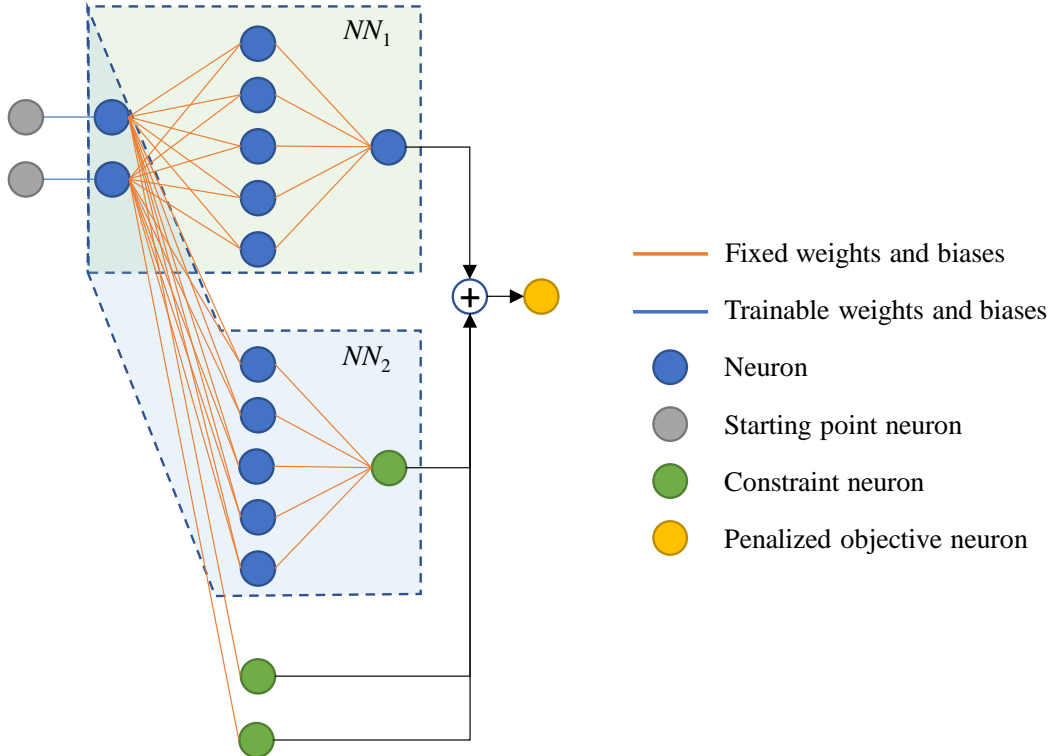 NN₁
NN₂
+
Fixed weights and biases
Trainable weights and biases
Neuron
Starting point neuron
Constraint neuron
Penalized objective neuron